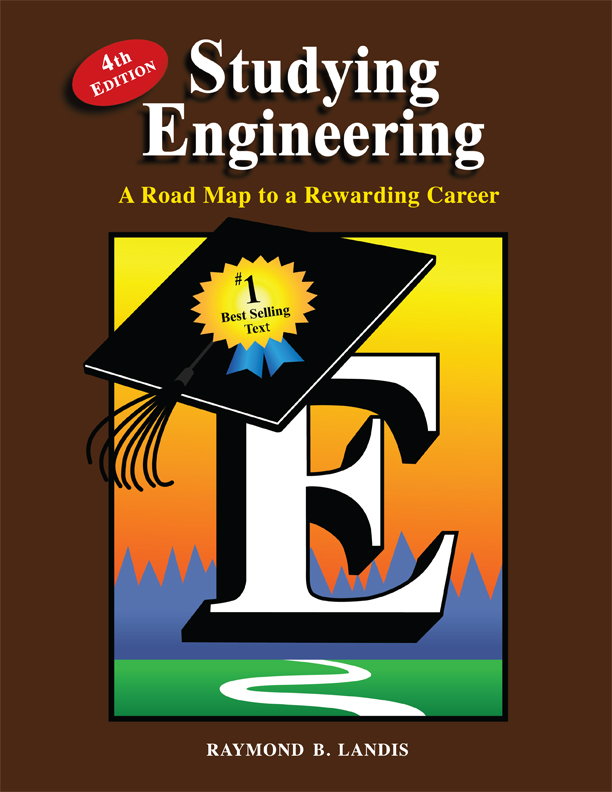 4th
EDITION
Studying
Engineering
A Road Map to a Rewarding Career
#1
Best Selling
Text
E
RAYMOND B. LANDIS